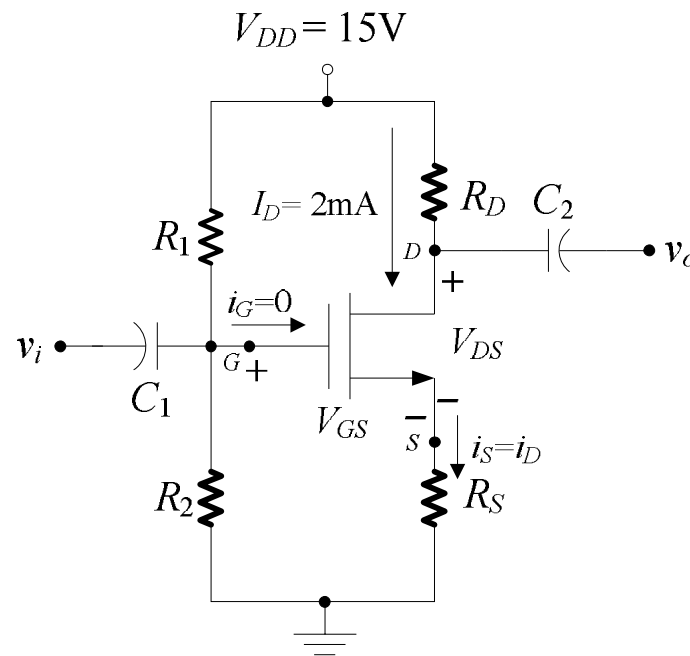 V_DD = 15V
I_D = 2mA
R_D
C_2
R_1
D
v_o
+
i_G=0
v_i
G
+
V_DS
C_1
V_GS
−
−
S
i_S=i_D
R_2
R_S